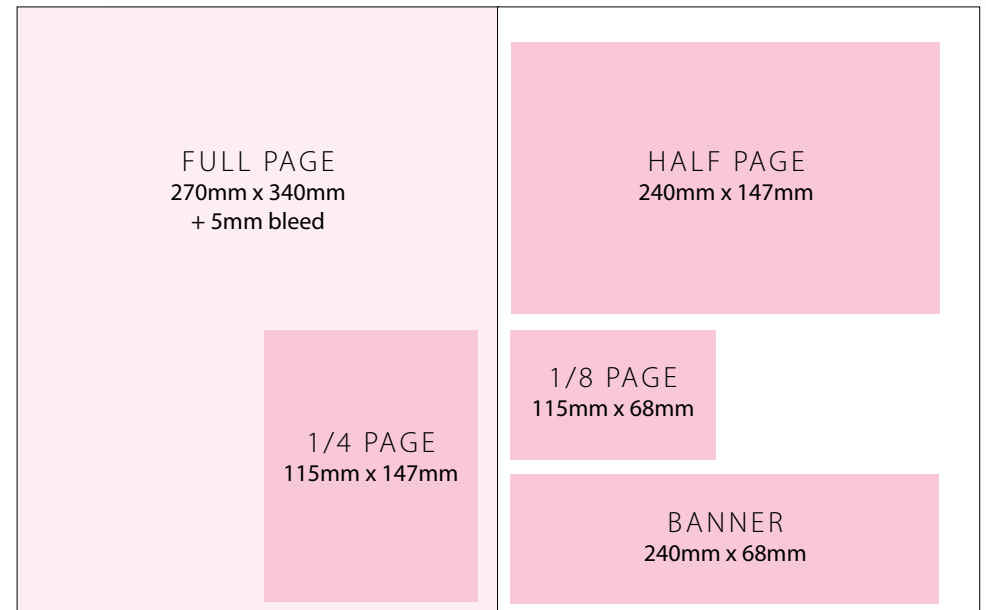 FULL PAGE
270mm x 340mm
+ 5mm bleed
1/4 PAGE
115mm x 147mm
HALF PAGE
240mm x 147mm
1/8 PAGE
115mm x 68mm
BANNER
240mm x 68mm